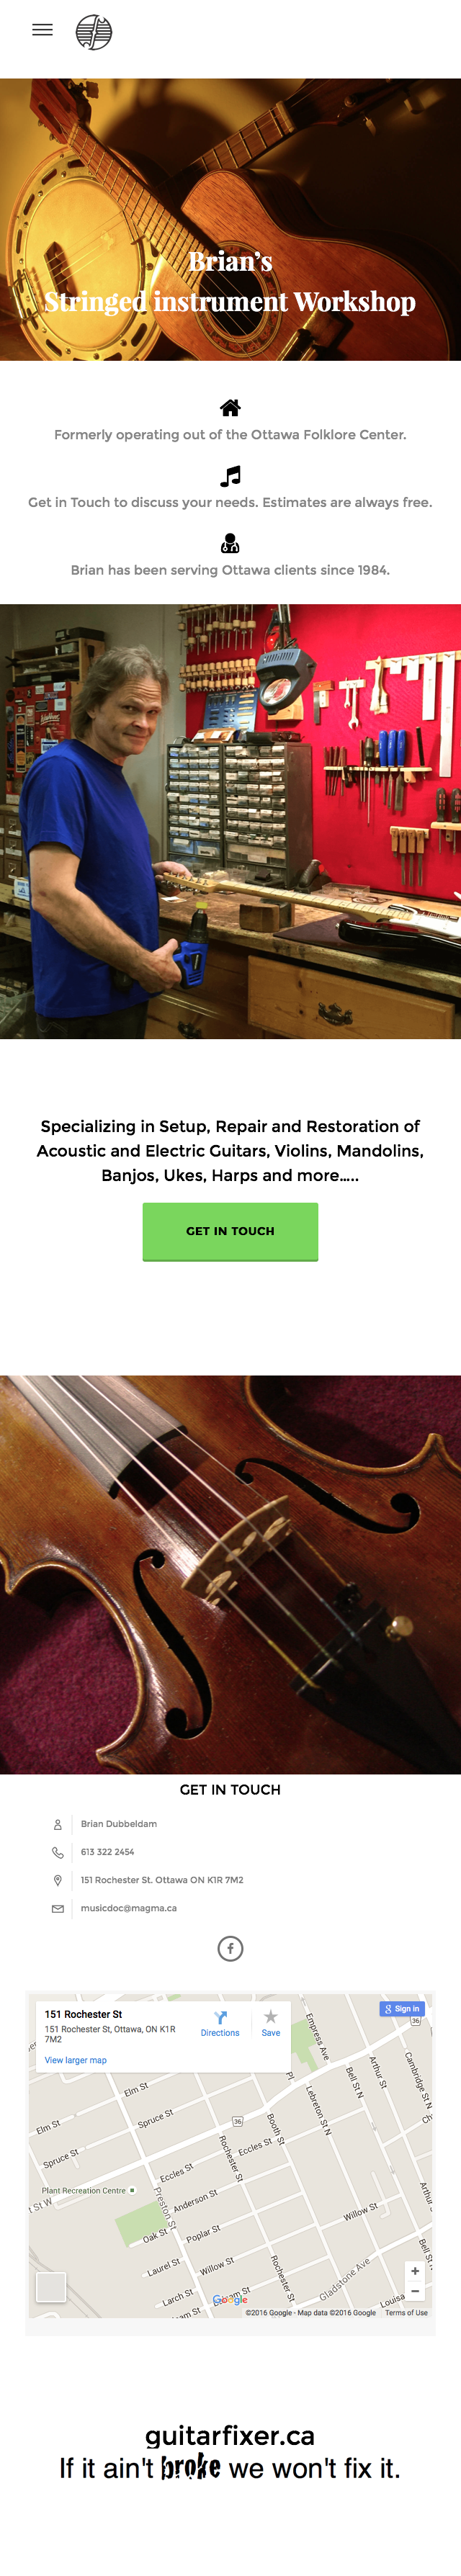 Brian's
Stringed instrument Workshop
Formerly operating out of the Ottawa Folklore Center.
Get in Touch to discuss your needs. Estimates are always free.
Brian has been serving Ottawa clients since 1984.
Specializing in Setup, Repair and Restoration of
Acoustic and Electric Guitars, Violins, Mandolins,
Banjos, Ukes, Harps and more.....
GET IN TOUCH
GET IN TOUCH
Brian Dubbeldam
613 322 2454
151 Rochester St. Ottawa ON K1R 7M2
musicdoc@magma.ca
151 Rochester St
151 Rochester St, Ottawa, ON K1R
7M2
View larger map
Directions
Save
Sign in
36
Empress Ave
Arthur St
Cambridge St N
Bell St N
Lebreton St N
Pl
Elm St
Elm St
Spruce St
Spruce St
36
Booth St
Rochester St
Eccles St
Eccles St
Plant Recreation Centre
Preston St
Anderson St
Willow St
Oak St
Poplar St
Laurel St
Willow St
Larch St
Rochester St
Gladstone Ave
Louisa
Bell St N
Arthur
Google
©2016 Google - Map data ©2016 Google
Terms of Use
guitarfixer.ca
If it ain't broke we won't fix it.